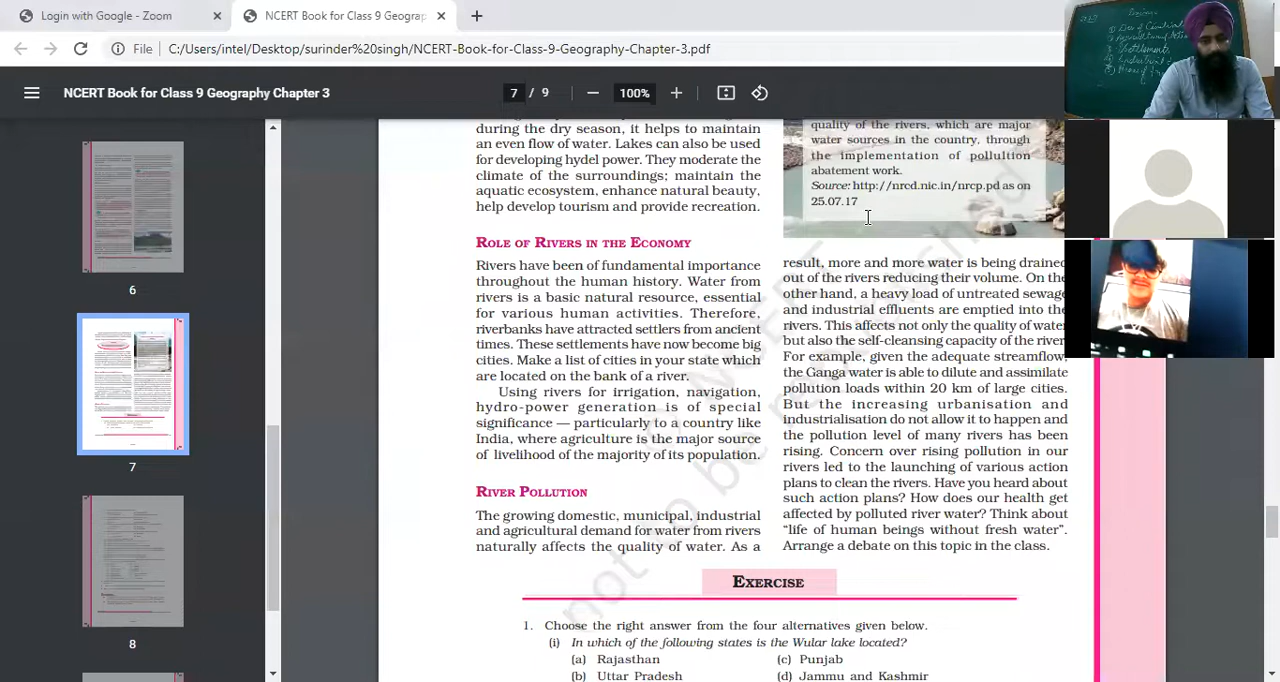 Login with Google - Zoom
NCERT Book for Class 9 Geograp
File
C:/Users/intel/Desktop/surinder%20singh/NCERT-Book-for-Class-9-Geography-Chapter-3.pdf
NCERT Book for Class 9 Geography Chapter 3
7 / 9
100%
6
7
8
during the dry season, it helps to maintain
an even flow of water. Lakes can also be used
for developing hydel power. They moderate the
climate of the surroundings; maintain the
aquatic ecosystem, enhance natural beauty,
help develop tourism and provide recreation.
ROLE OF RIVERS IN THE ECONOMY
Rivers have been of fundamental importance
throughout the human history. Water from
rivers is a basic natural resource, essential
for various human activities. Therefore,
riverbanks have attracted settlers from ancient
times. These settlements have now become big
cities. Make a list of cities in your state which
are located on the bank of a river.
Using rivers for irrigation, navigation,
hydro-power generation is of special
significance — particularly to a country like
India, where agriculture is the major source
of livelihood of the majority of its population.
RIVER POLLUTION
The growing domestic, municipal, industrial
and agricultural demand for water from rivers
naturally affects the quality of water. As a
quality of the rivers, which are major
water sources in the country, through
the implementation of pollultion
abatement work.
Source: http://nrcd.nic.in/nrcp.pd as on
25.07.17
result, more and more water is being drained
out of the rivers reducing their volume. On the
other hand, a heavy load of untreated sewage
and industrial effluents are emptied into the
rivers. This affects not only the quality of water
but also the self-cleansing capacity of the river.
For example, given the adequate streamflow,
the Ganga water is able to dilute and assimilate
pollution loads within 20 km of large cities.
But the increasing urbanisation and
industrialisation do not allow it to happen and
the pollution level of many rivers has been
rising. Concern over rising pollution in our
rivers led to the launching of various action
plans to clean the rivers. Have you heard about
such action plans? How does our health get
affected by polluted river water? Think about
“life of human beings without fresh water”.
Arrange a debate on this topic in the class.
EXERCISE
1. Choose the right answer from the four alternatives given below.
(i) In which of the following states is the Wular lake located?
(a) Rajasthan (c) Punjab
(b) Uttar Pradesh (d) Jammu and Kashmir
not to be